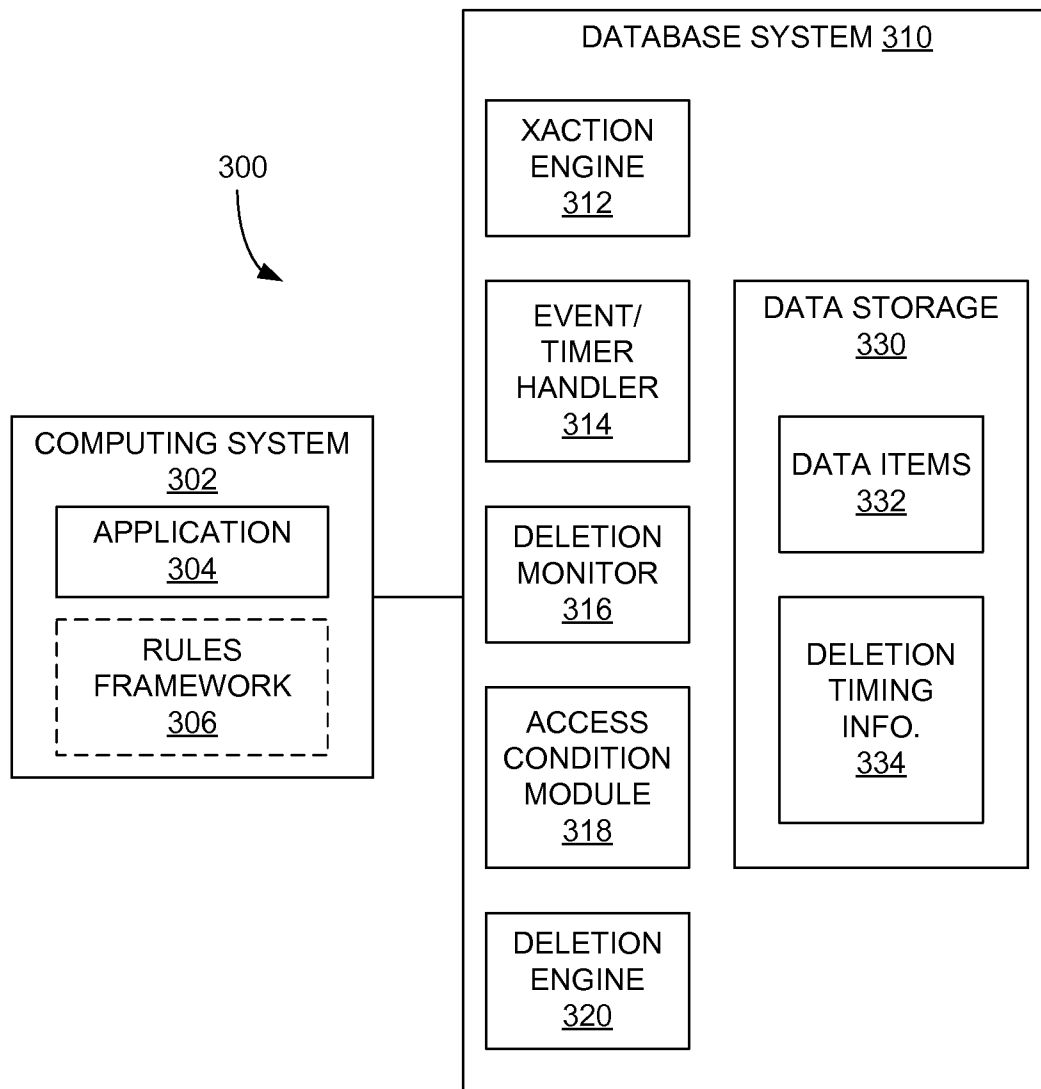 DATABASE SYSTEM 310
XACTION
ENGINE
312
300
EVENT/
TIMER
HANDLER
314
DATA STORAGE
330
COMPUTING SYSTEM
302
APPLICATION
304
RULES
FRAMEWORK
306
DATA ITEMS
332
DELETION
MONITOR
316
DELETION
TIMING
INFO.
334
ACCESS
CONDITION
MODULE
318
DELETION
ENGINE
320